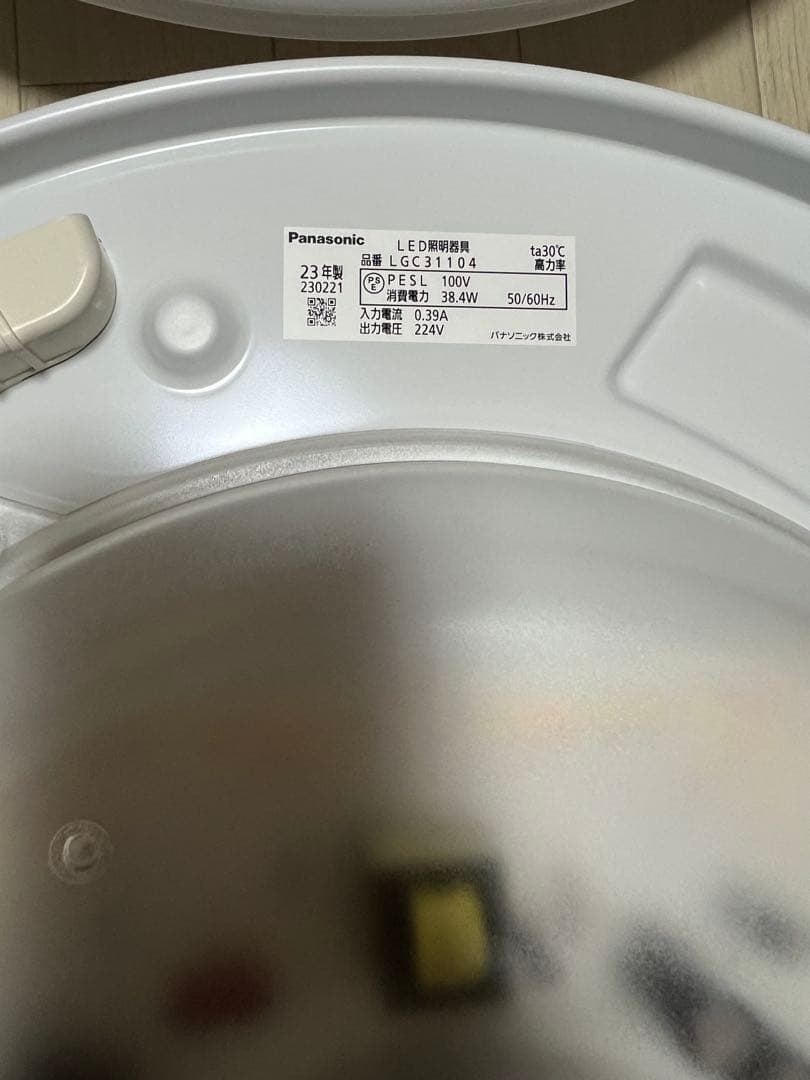 Panasonic
LED照明器具
ta30℃
品番 LGC31104
高力率
23年製
230221
PSE
PESL 100V
消費電力 38.4W 50/60Hz
入力電流 0.39A
出力電圧 224V
パナソニック株式会社